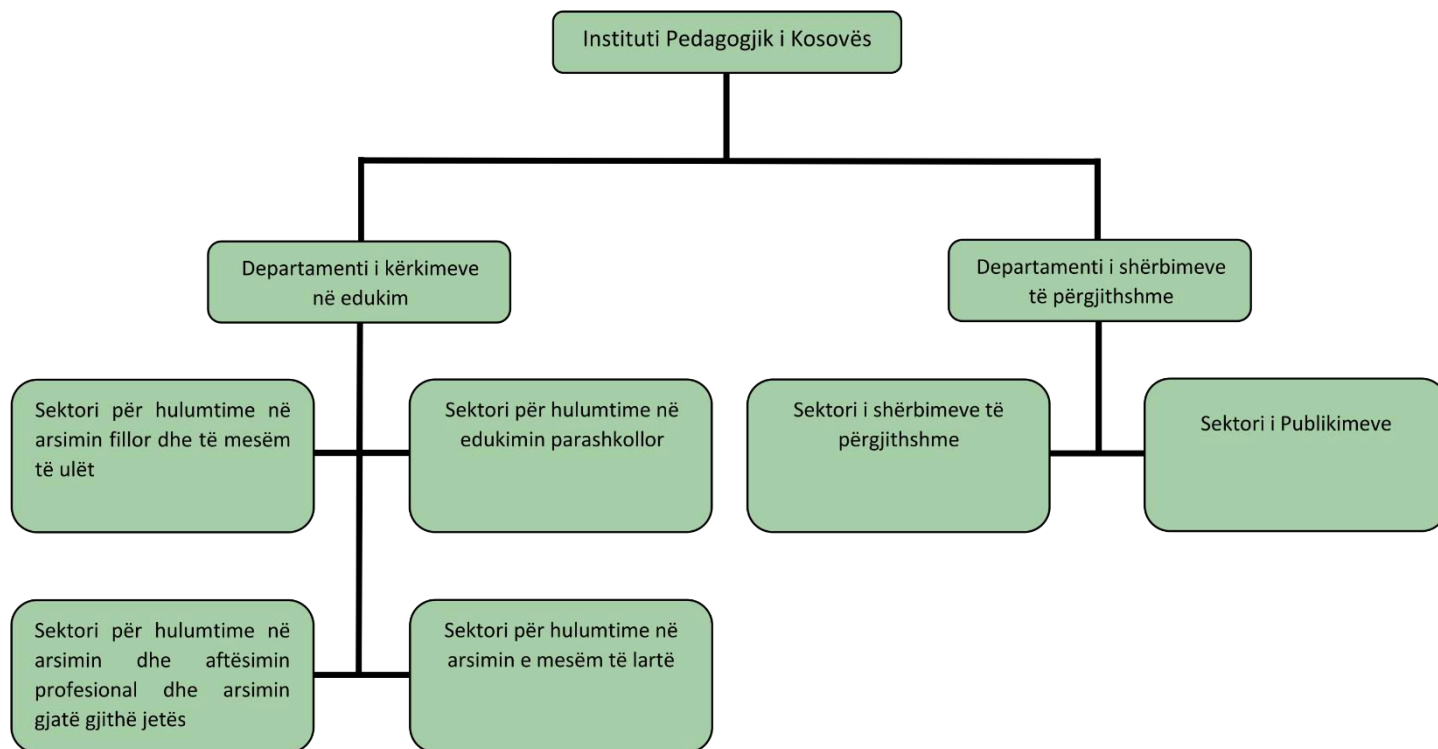 Instituti Pedagogjik i Kosovës
Departamenti i kërkimeve
në edukim
Departamenti i shërbimeve
të përgjithshme
Sektori për hulumtime në
arsimin fillor dhe të mesëm
të ulët
Sektori për hulumtime në
edukimin parashkollor
Sektori i shërbimeve të
përgjithshme
Sektori i Publikimeve
Sektori për hulumtime në
arsimin dhe aftësimin
profesional dhe arsimin
gjatë gjithë jetës
Sektori për hulumtime në
arsimin e mesëm të lartë